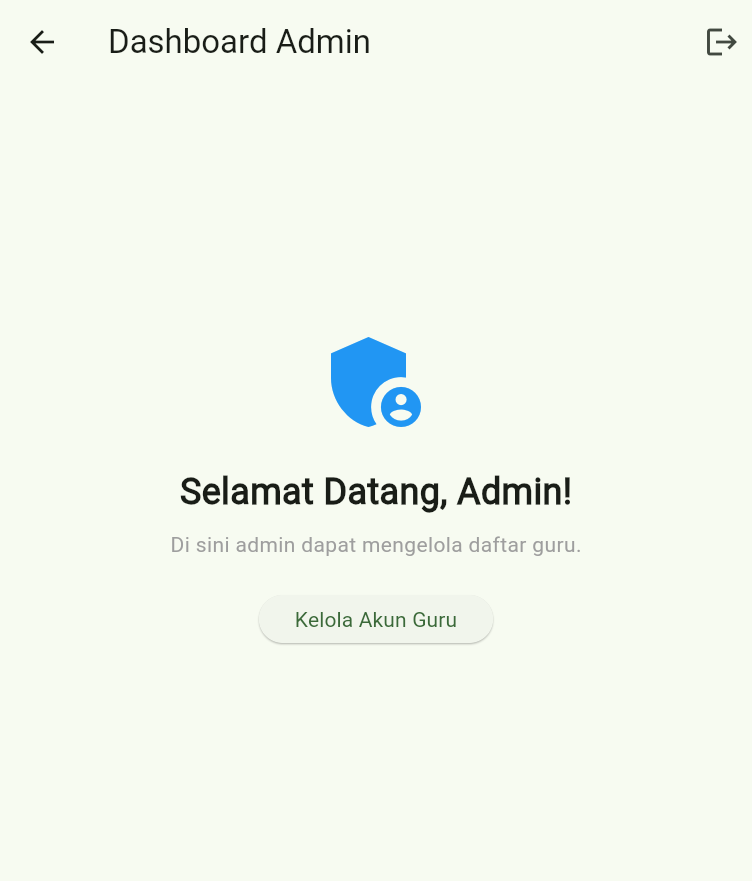 Dashboard Admin
Selamat Datang, Admin!
Di sini admin dapat mengelola daftar guru.
Kelola Akun Guru